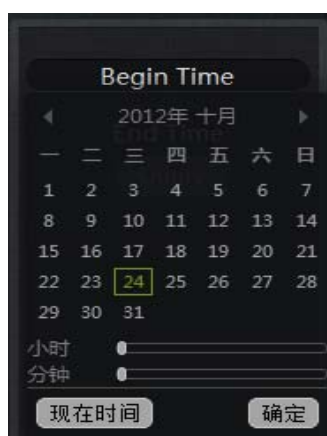 Begin Time
2012年 十月
End Time
一 二 三 四 五 六 日
1 2 3 4 5 6 7
8 9 10 11 12 13 14
15 16 17 18 19 20 21
22 23 24 25 26 27 28
29 30 31
小时
分钟
现在时间 确定